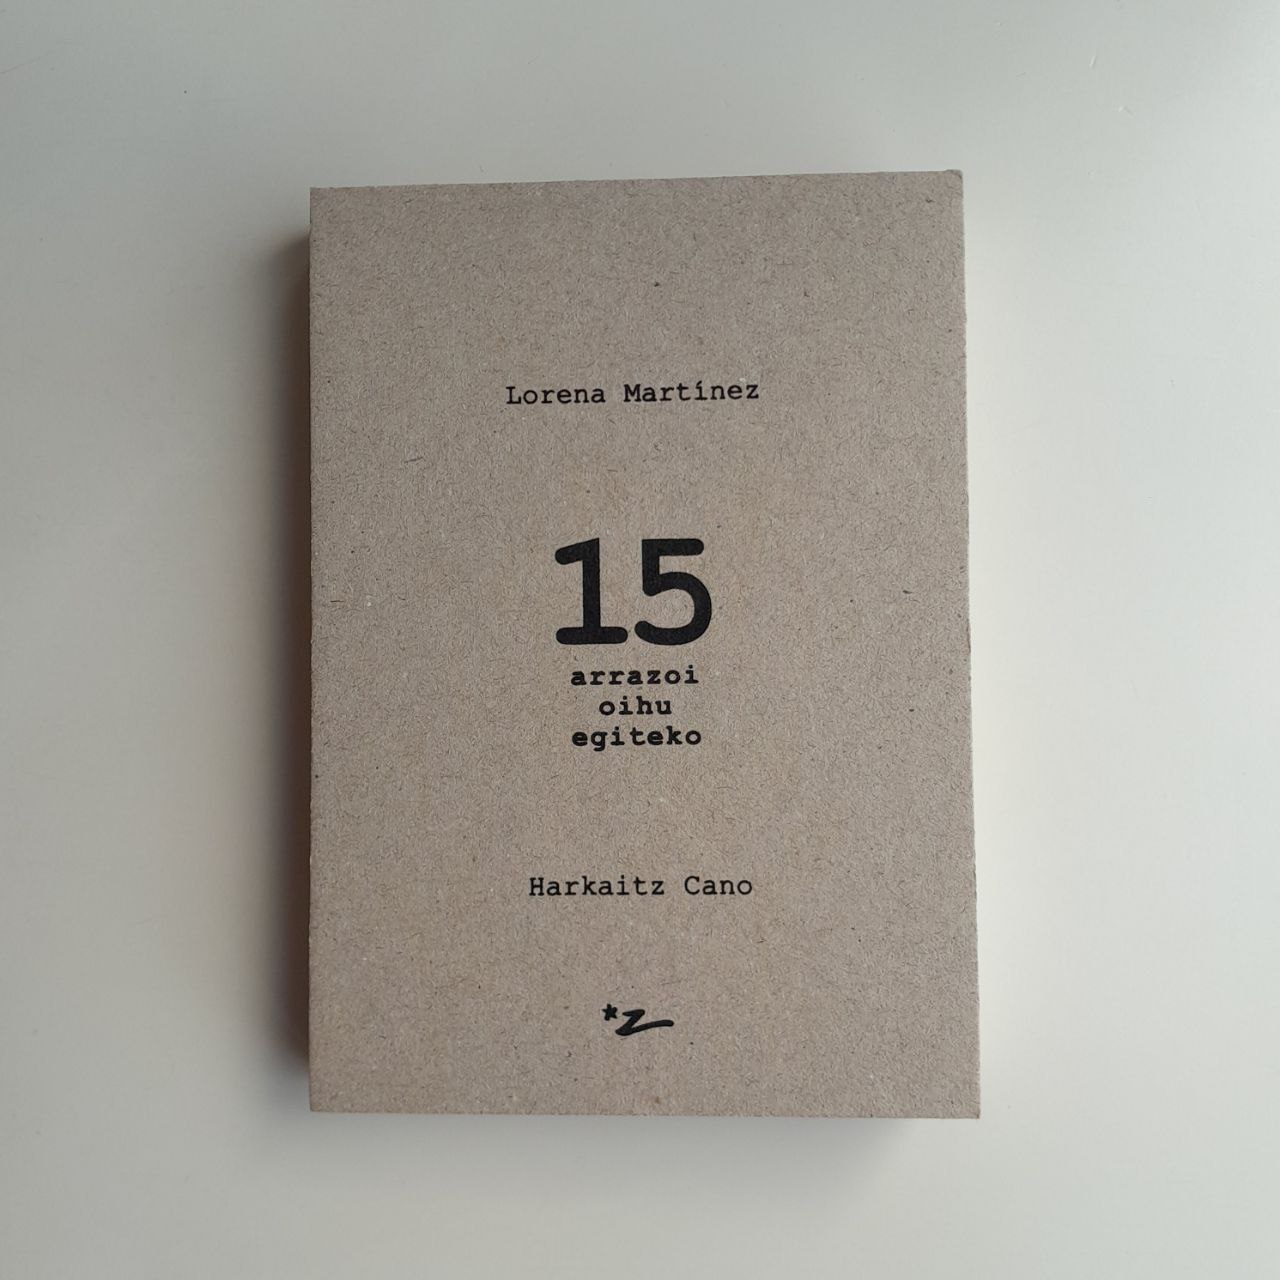 Lorena Martínez
15
arrazoi
oihu
egiteko
Harkaitz Cano
*Z